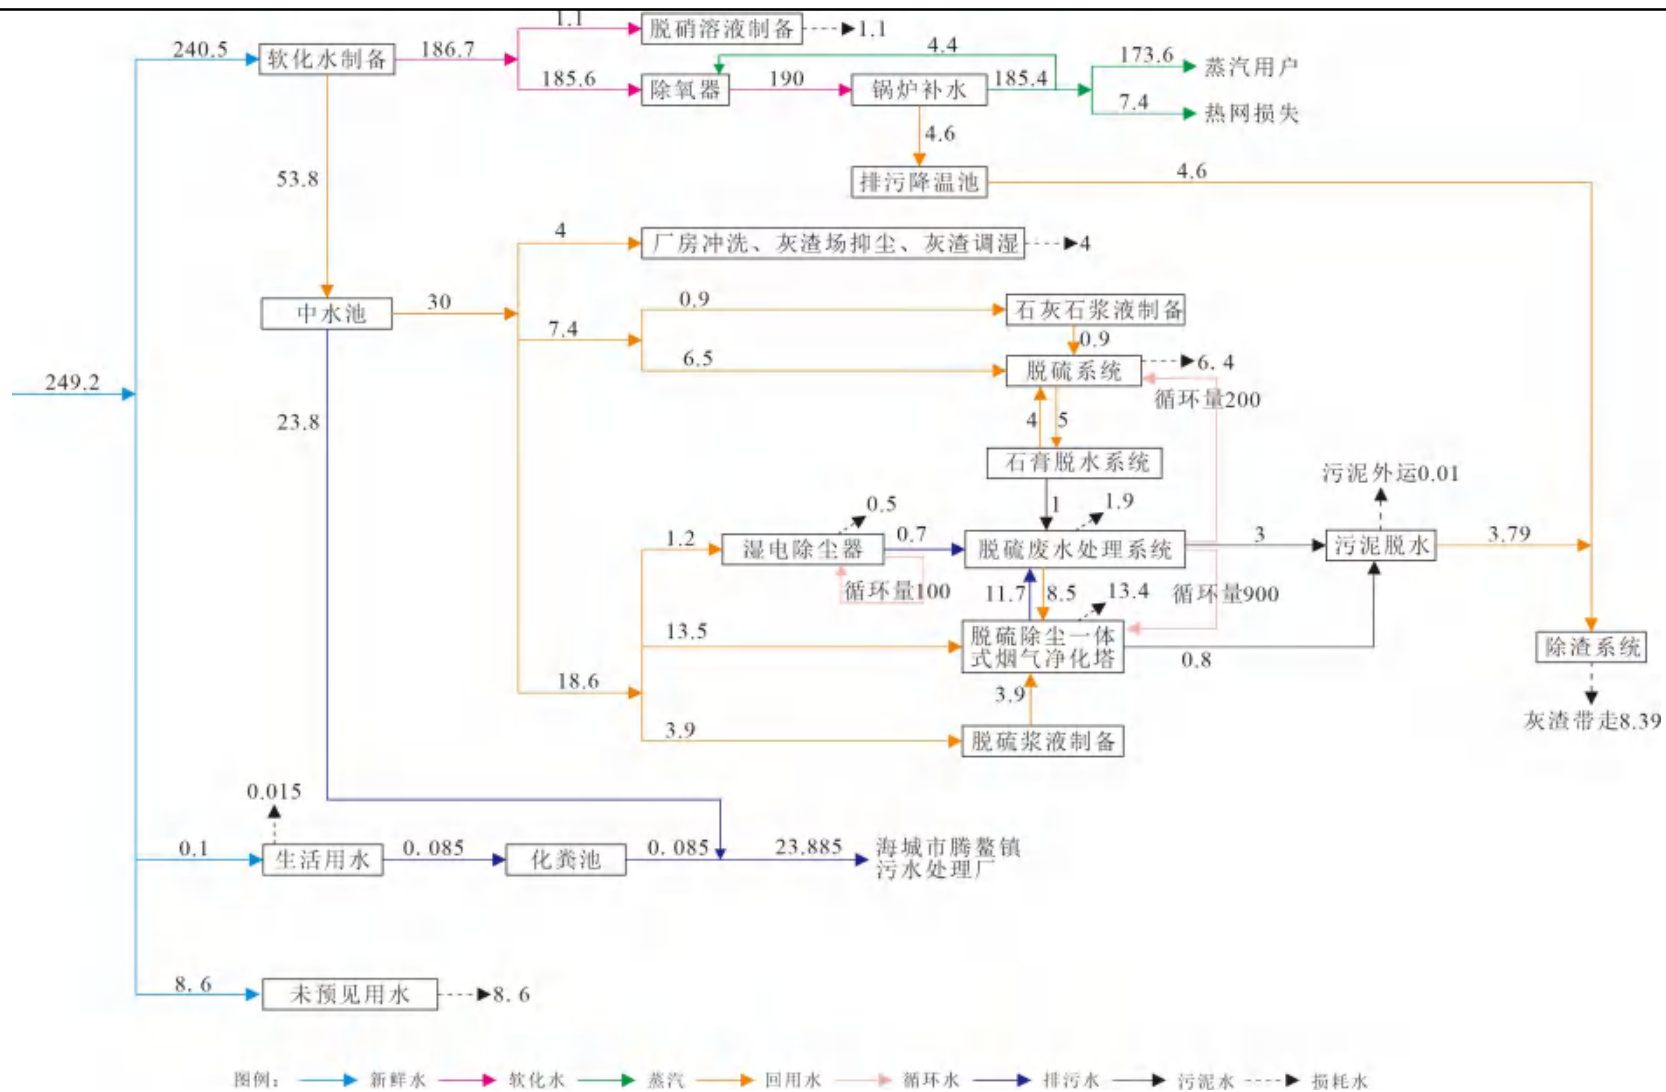 1.1
脱硝溶液制备
1.1
240.5
软化水制备
186.7
4.4
173.6
蒸汽用户
185.6
除氧器
190
锅炉补水
185.4
7.4
热网损失
4.6
53.8
排污降温池
4.6
4
厂房冲洗、灰渣场抑尘、灰渣调湿
4
中水池
30
0.9
石灰石浆液制备
7.4
0.9
6.5
脱硫系统
6.4
249.2
循环量200
23.8
4
5
石膏脱水系统
污泥外运0.01
0.5
1
1.9
1.2
湿电除尘器
0.7
脱硫废水处理系统
3
污泥脱水
3.79
循环量100
11.7
8.5
13.4
循环量900
13.5
脱硫除尘一体
式烟气净化塔
0.8
除渣系统
18.6
3.9
灰渣带走8.39
3.9
脱硫浆液制备
0.015
0.1
生活用水
0.085
化粪池
0.085
23.885
海城市腾鳌镇
污水处理厂
8.6
未预见用水
8.6
图例： 新鲜水 软化水 蒸汽 回用水 循环水 排污水 污泥水 损耗水